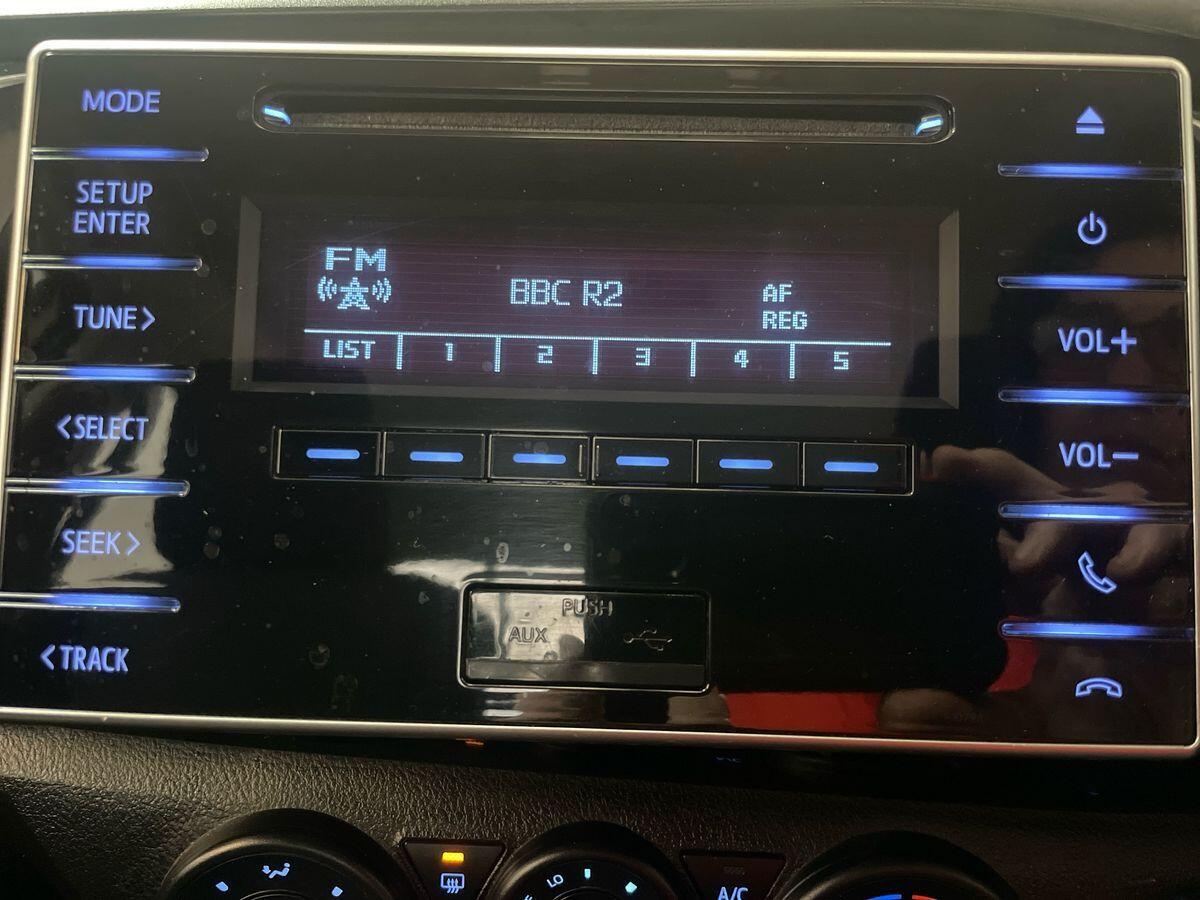 MODE
SETUP
ENTER
TUNE>
<SELECT
SEEK>
<TRACK
FM
BBC R2
AF
REG
LIST 1 2 3 4 5
VOL+
VOL-
PUSH
AUX
LO
A/C